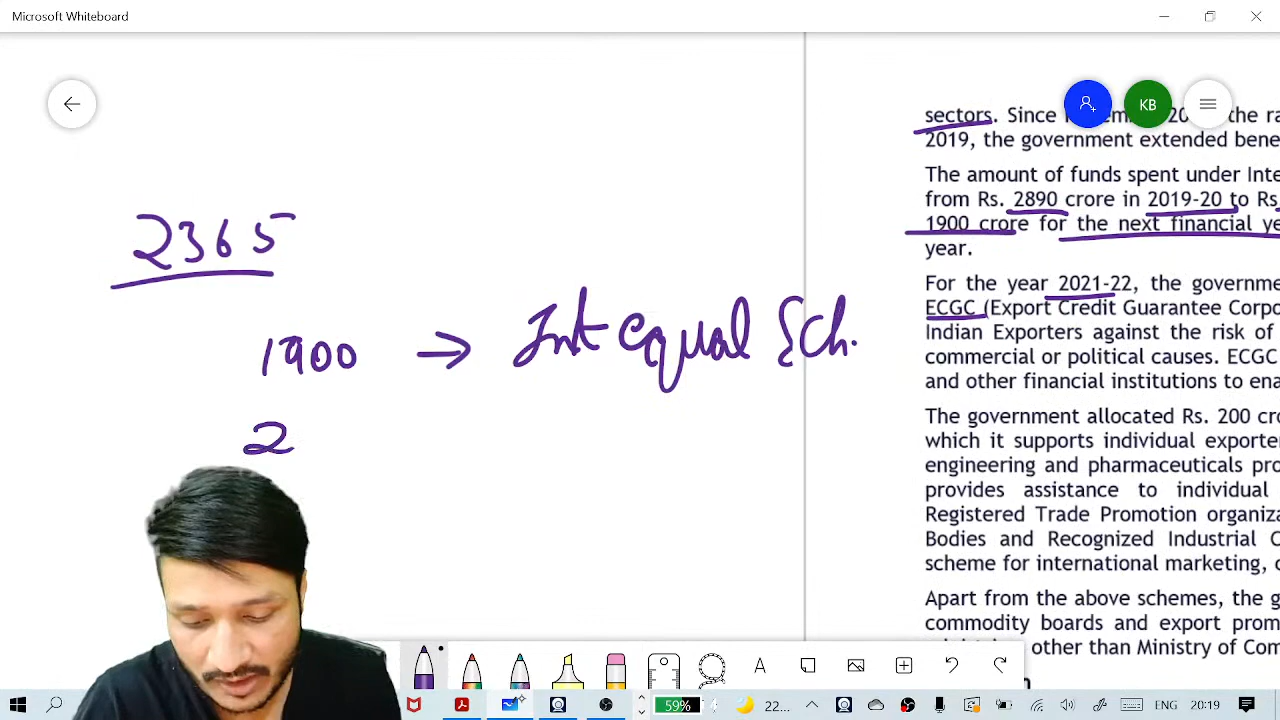 Microsoft Whiteboard
KB
sectors. Since
2019, the government extended bene
The amount of funds spent under Inte
from Rs. 2890 crore in 2019-20 to Rs
1900 crore for the next financial ye
year.
For the year 2021-22, the governme
ECGC (Export Credit Guarantee Corpo
Indian Exporters against the risk of
commercial or political causes. ECGC
and other financial institutions to ena
The government allocated Rs. 200 cro
which it supports individual exporte
engineering and pharmaceuticals pro
provides assistance to individual
Registered Trade Promotion organiza
Bodies and Recognized Industrial C
scheme for international marketing, c
Apart from the above schemes, the g
commodity boards and export prom
other than Ministry of Com
2365
1900 → Int equal Sch.
2
A
59%
22...
ENG
20:19